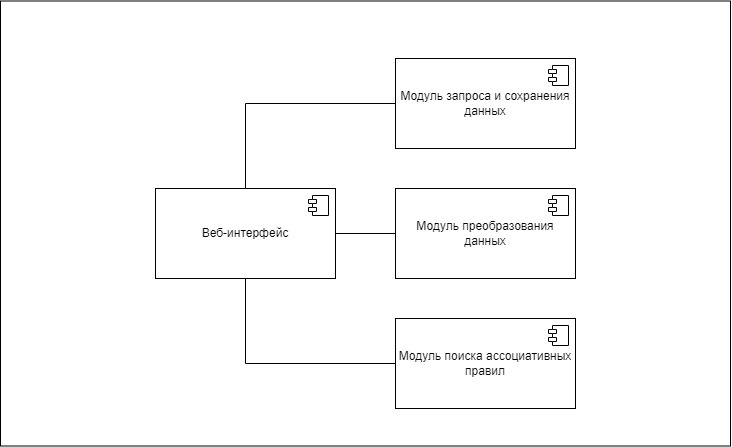 Модуль запроса и сохранения
данных
Веб-интерфейс
Модуль преобразования
данных
Модуль поиска ассоциативных
правил